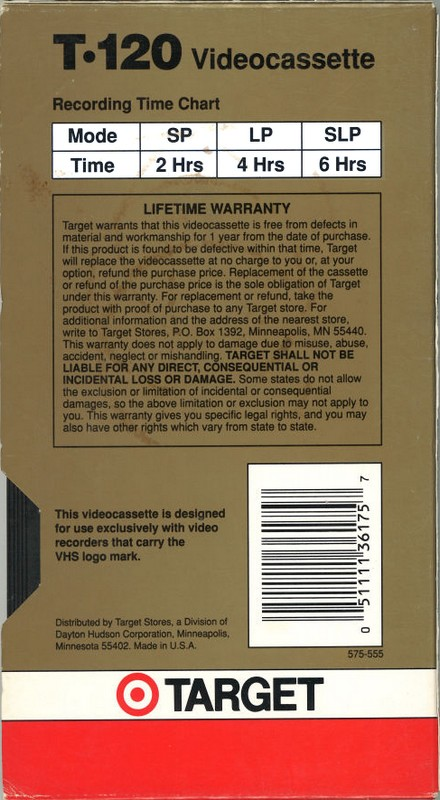 T•120 Videocassette
Recording Time Chart
Mode SP LP SLP
Time 2 Hrs 4 Hrs 6 Hrs
LIFETIME WARRANTY
Target warrants that this videocassette is free from defects in
material and workmanship for 1 year from the date of purchase.
If this product is found to be defective within that time, Target
will replace the videocassette at no charge to you or, at your
option, refund the purchase price. Replacement of the cassette
or refund of the purchase price is the sole obligation of Target
under this warranty. For replacement or refund, take the
product with proof of purchase to any Target store. For
additional information and the address of the nearest store,
write to Target Stores, P.O. Box 1392, Minneapolis, MN 55440.
This warranty does not apply to damage due to misuse, abuse,
accident, neglect or mishandling. TARGET SHALL NOT BE
LIABLE FOR ANY DIRECT, CONSEQUENTIAL OR
INCIDENTAL LOSS OR DAMAGE. Some states do not allow
the exclusion or limitation of incidental or consequential
damages, so the above limitation or exclusion may not apply to
you. This warranty gives you specific legal rights, and you may
also have other rights which vary from state to state.
This videocassette is designed
for use exclusively with video
recorders that carry the
VHS logo mark.
Distributed by Target Stores, a Division of
Dayton Hudson Corporation, Minneapolis,
Minnesota 55402. Made in U.S.A.
0 51111 36175 7
575-555
TARGET